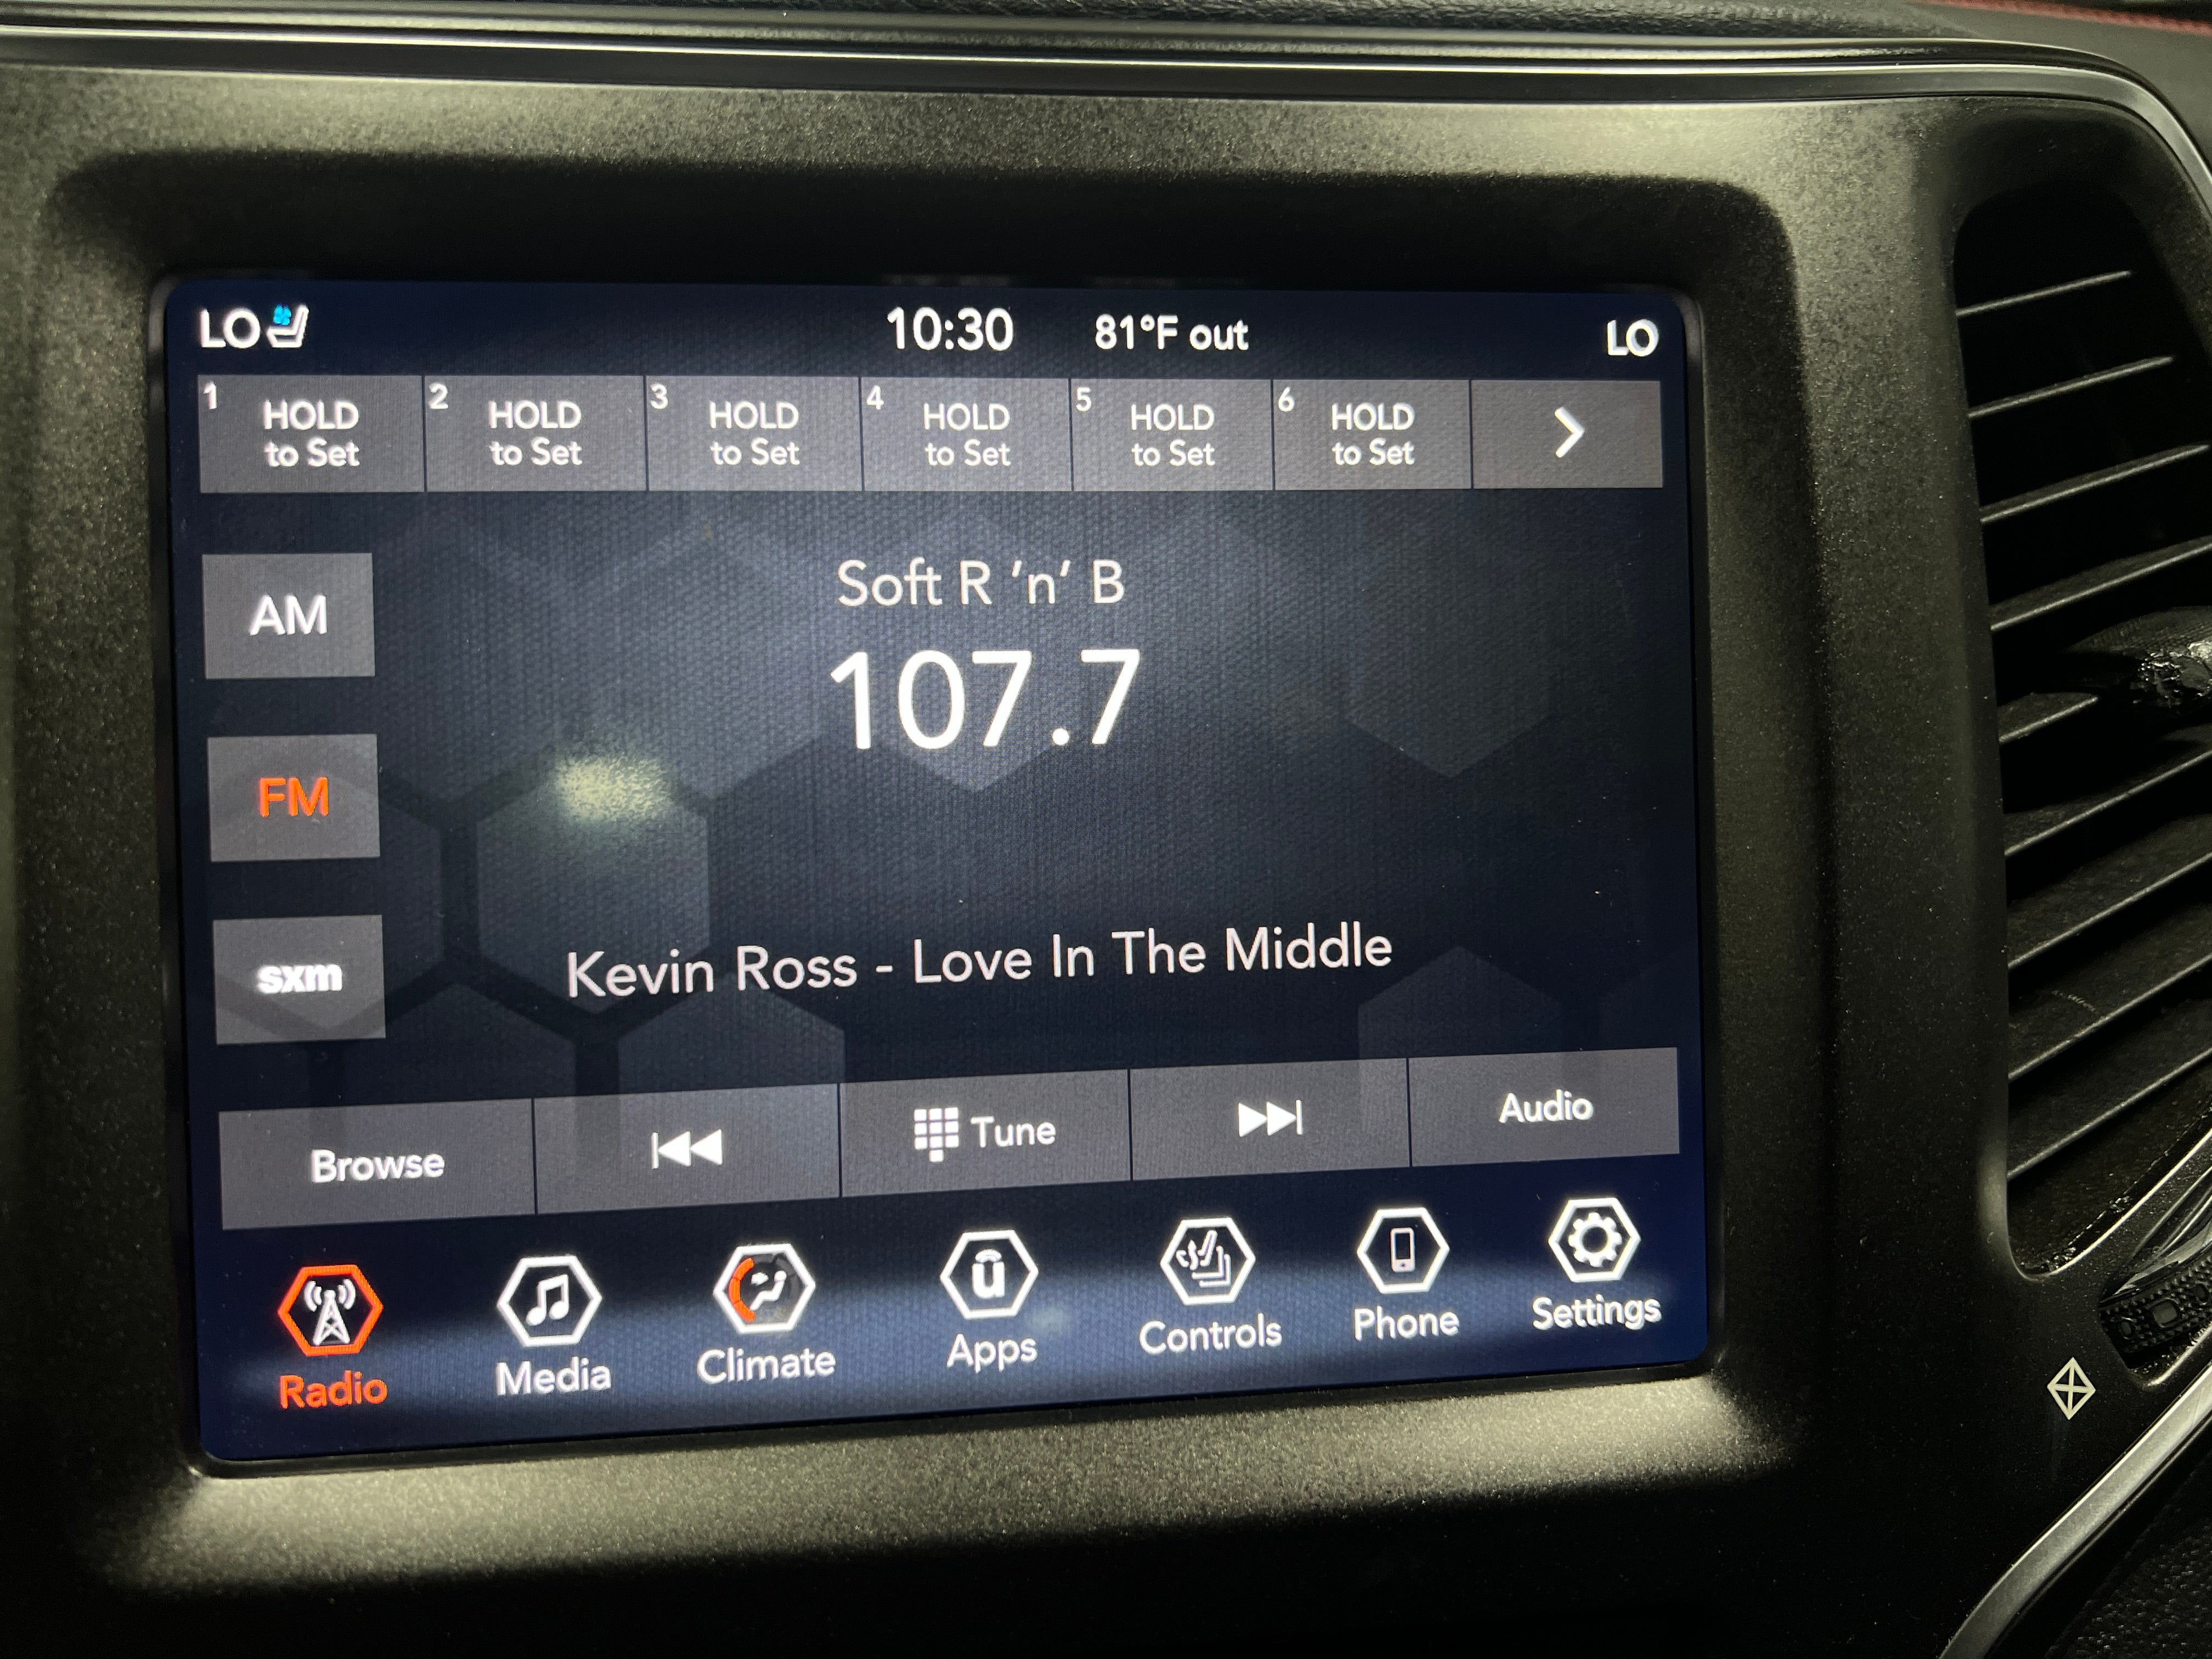 LO 10:30 81°F out LO
1 HOLD to Set
2 HOLD to Set
3 HOLD to Set
4 HOLD to Set
5 HOLD to Set
6 HOLD to Set
Soft R 'n' B
AM
107.7
FM
sxm
Kevin Ross - Love In The Middle
Browse Tune Audio
Radio Media Climate Apps Controls Phone Settings